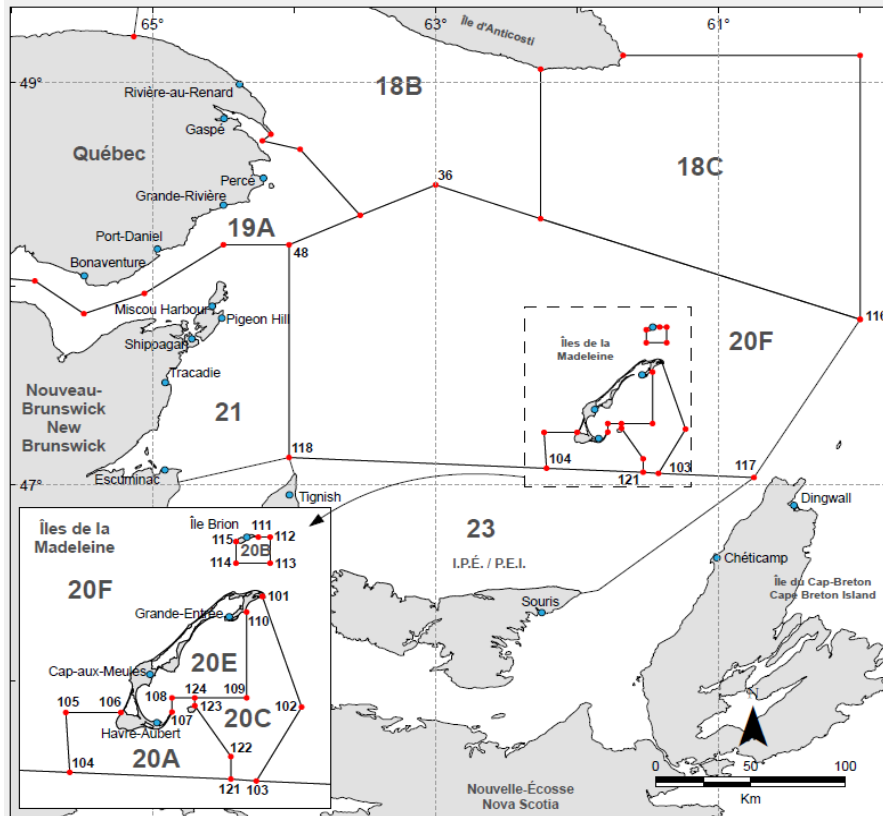 65°
63°
61°
Île d'Anticosti
49°
18B
Rivière-au-Renard
Gaspé
Québec
18C
Percé
36
Grande-Rivière
19A
Port-Daniel
48
Bonaventure
Miscou Harbour
Pigeon Hill
116
Shippagan
Îles de la
Madeleine
20F
Tracadie
Nouveau-
Brunswick
New
Brunswick
21
118
104
121
103
117
47°
Escuminac
Tignish
Dingwall
23
I.P.É. / P.E.I.
Chéticamp
Île du Cap-Breton
Cape Breton Island
Souris
Îles de la
Madeleine
Île Brion
111
112
115
20B
114
113
20F
101
Grande-Entrée
110
20E
Cap-aux-Meules
108
124
109
105
106
123
107
20C
102
Havre-Aubert
20A
122
104
121
103
Nouvelle-Écosse
Nova Scotia
0
50
100
Km